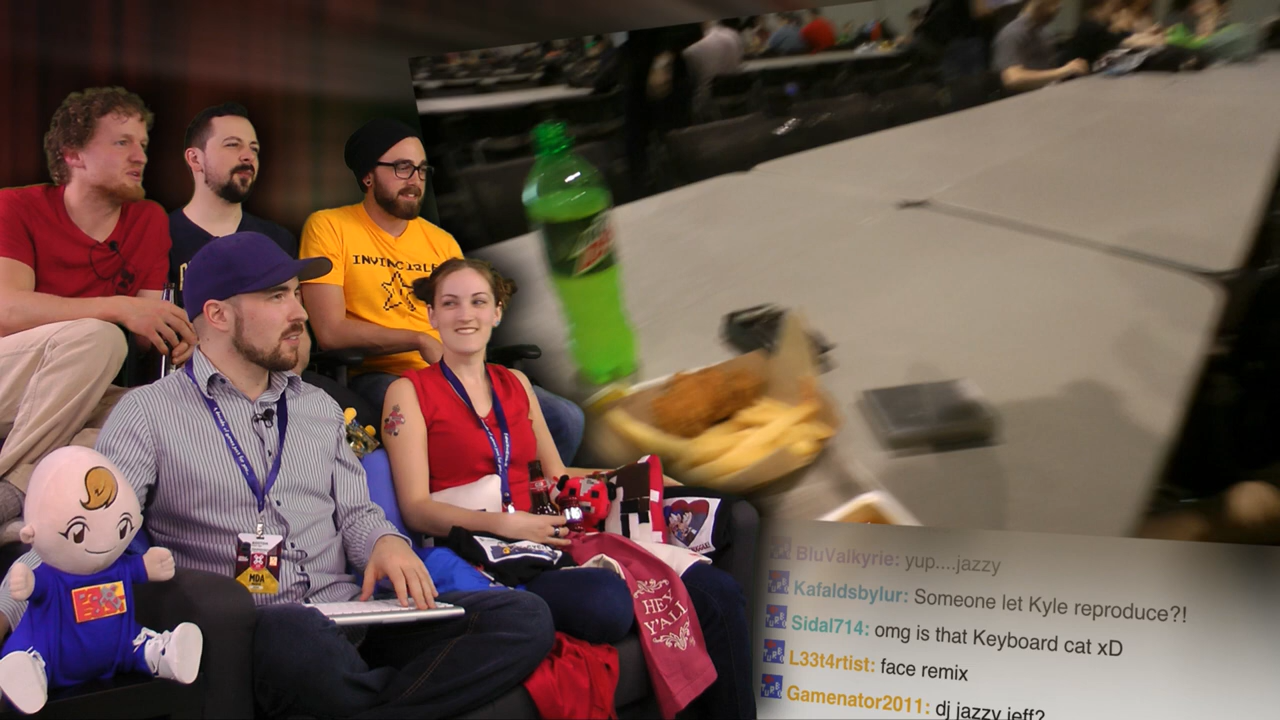 INVINCIBLE
MDA
HEY
Y'ALL
BluValkyrie: yup....jazzy
Kafaldsbylur: Someone let Kyle reproduce?!
Sidal714: omg is that Keyboard cat xD
L33t4rtist: face remix
Gamenator2011: dj jazzy jeff?